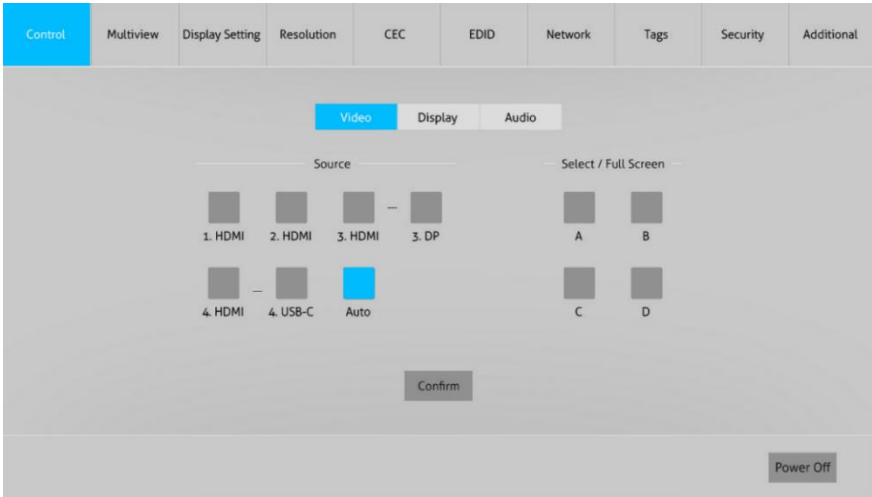 Control Multiview Display Setting Resolution CEC EDID Network Tags Security Additional
Video Display Audio
Source Select / Full Screen
1. HDMI 2. HDMI 3. HDMI – 3. DP A B
4. HDMI – 4. USB-C Auto C D
Confirm
Power Off